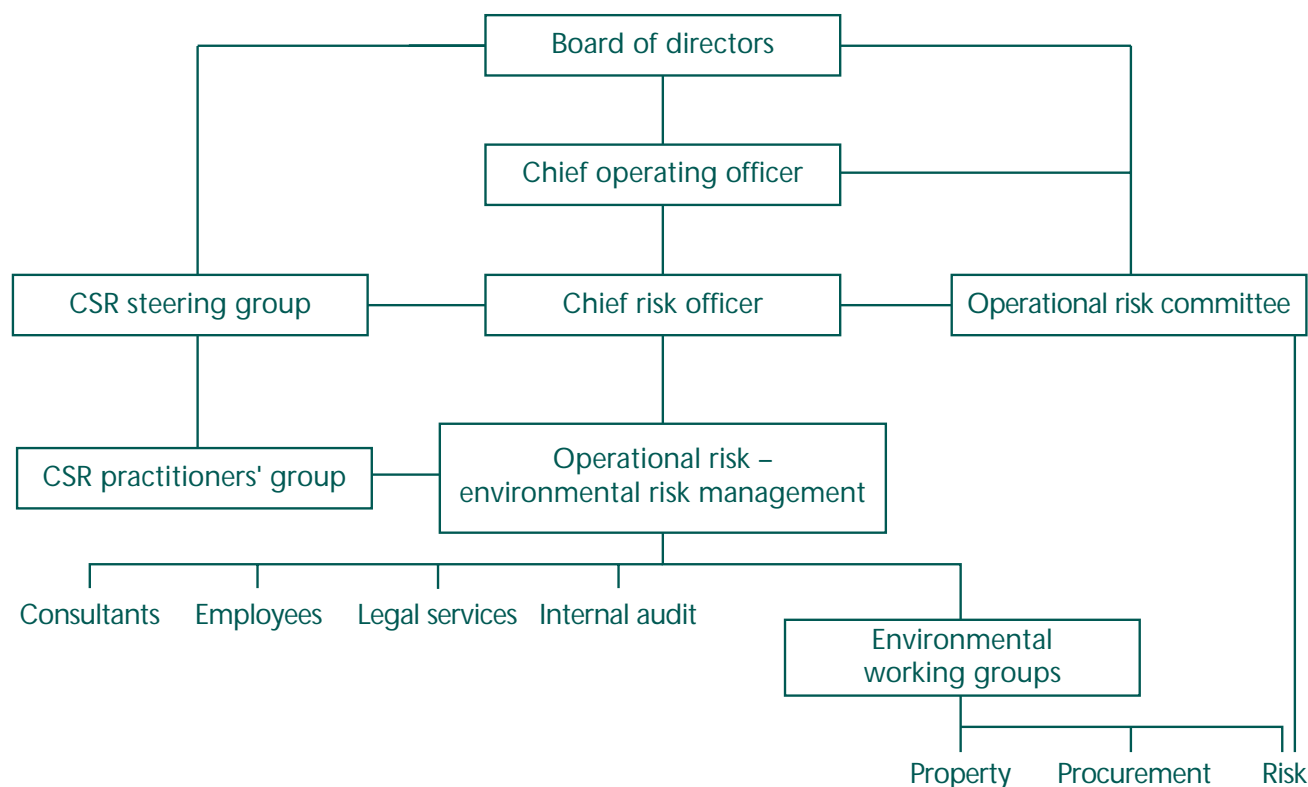 Board of directors
Chief operating officer
CSR steering group
Chief risk officer
Operational risk committee
CSR practitioners' group
Operational risk –
environmental risk management
Consultants
Employees
Legal services
Internal audit
Environmental
working groups
Property
Procurement
Risk